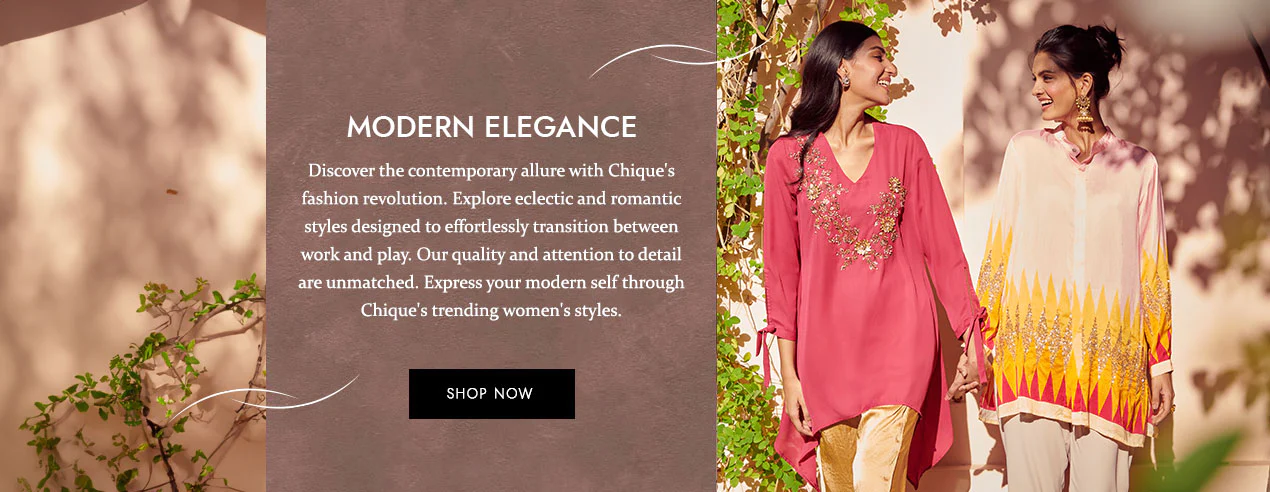 MODERN ELEGANCE
Discover the contemporary allure with Chique's
fashion revolution. Explore eclectic and romantic
styles designed to effortlessly transition between
work and play. Our quality and attention to detail
are unmatched. Express your modern self through
Chique's trending women's styles.
SHOP NOW